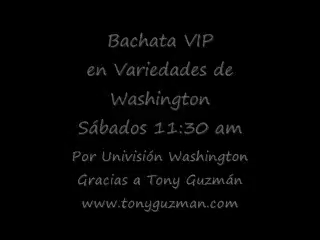 Bachata VIP
en Variedades de
Washington
Sábados 11:30 am
Por Univisión Washington
Gracias a Tony Guzmán
www.tonyguzman.com